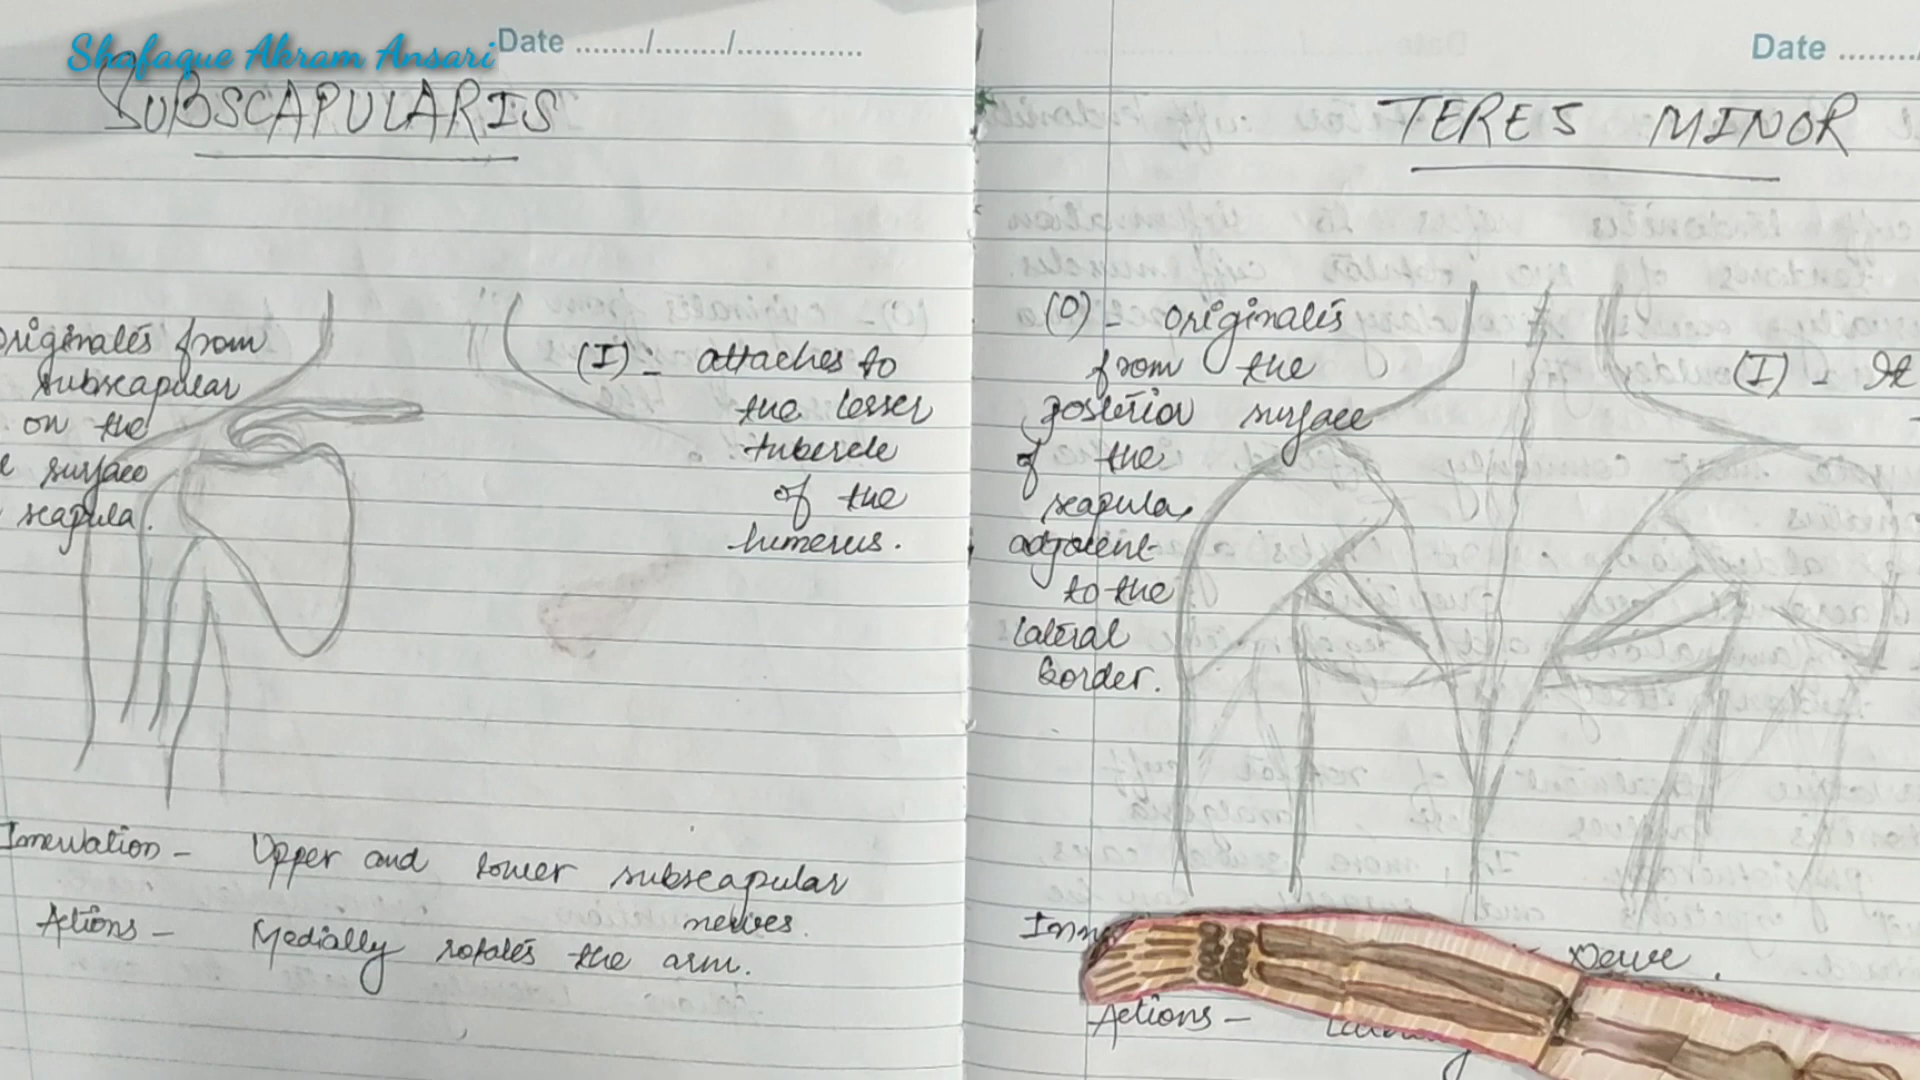 Shafaque Akram Ansari
Date ......../......../..............
SUBSCAPULARIS
originates from
subscapular
on the
surface
scapula.
(I) - attaches to
the lesser
tubercle
of the
humerus.
Innervation - Upper and lower subscapular
nerves.
Actions - Medially rotates the arm.
Date ......../
TERES MINOR
(O) - originates
from the
posterior surface
of the
scapula,
adjacent
to the
lateral
border.
(I) - It
Actions -